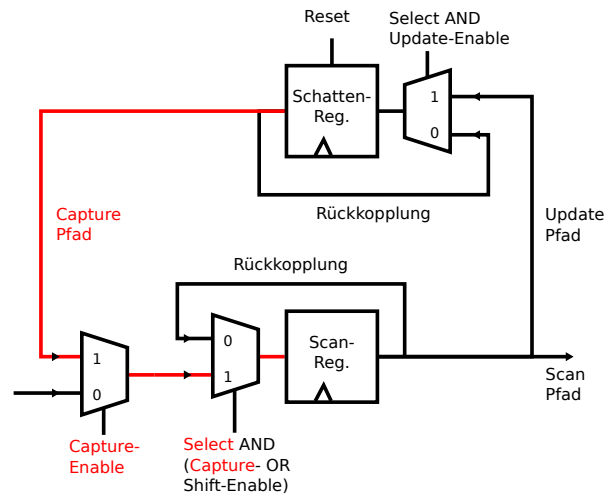 Reset
Select AND
Update-Enable
Schatten-
Reg.
1
0
Rückkopplung
Capture
Pfad
Update
Pfad
Rückkopplung
1
0
0
1
Scan-
Reg.
Scan
Pfad
Capture-
Enable
Select AND
(Capture- OR
Shift-Enable)